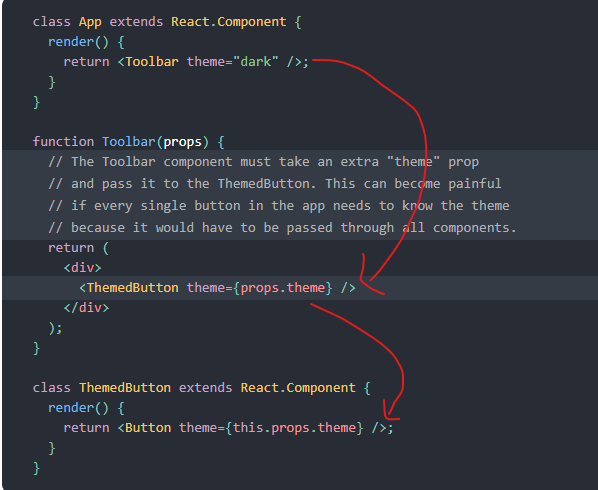 class App extends React.Component {
  render() {
    return <Toolbar theme="dark" />;
  }
}

function Toolbar(props) {
  // The Toolbar component must take an extra "theme" prop
  // and pass it to the ThemedButton. This can become painful
  // if every single button in the app needs to know the theme
  // because it would have to be passed through all components.
  return (
    <div>
      <ThemedButton theme={props.theme} />
    </div>
  );
}

class ThemedButton extends React.Component {
  render() {
    return <Button theme={this.props.theme} />;
  }
}